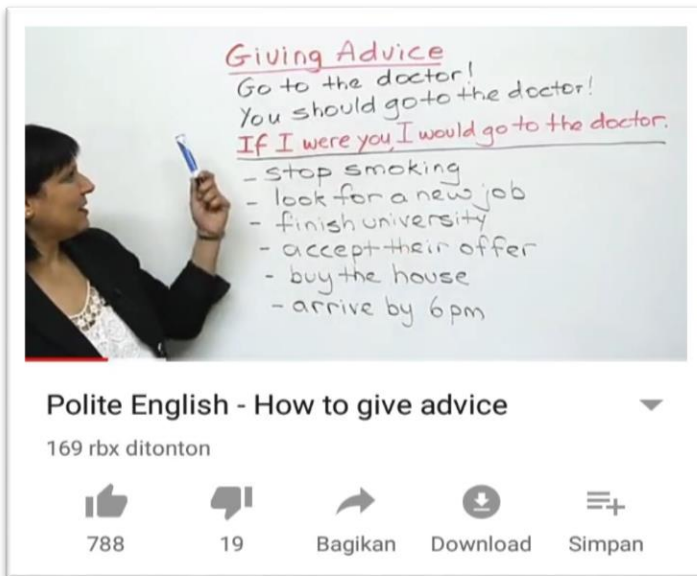 Giving Advice
Go to the doctor!
You should go to the doctor!
If I were you, I would go to the doctor.
- stop smoking
- look for a new job
- finish university
- accept their offer
- buy the house
- arrive by 6 pm
Polite English - How to give advice
169 rbx ditonton
788 19 Bagikan Download Simpan